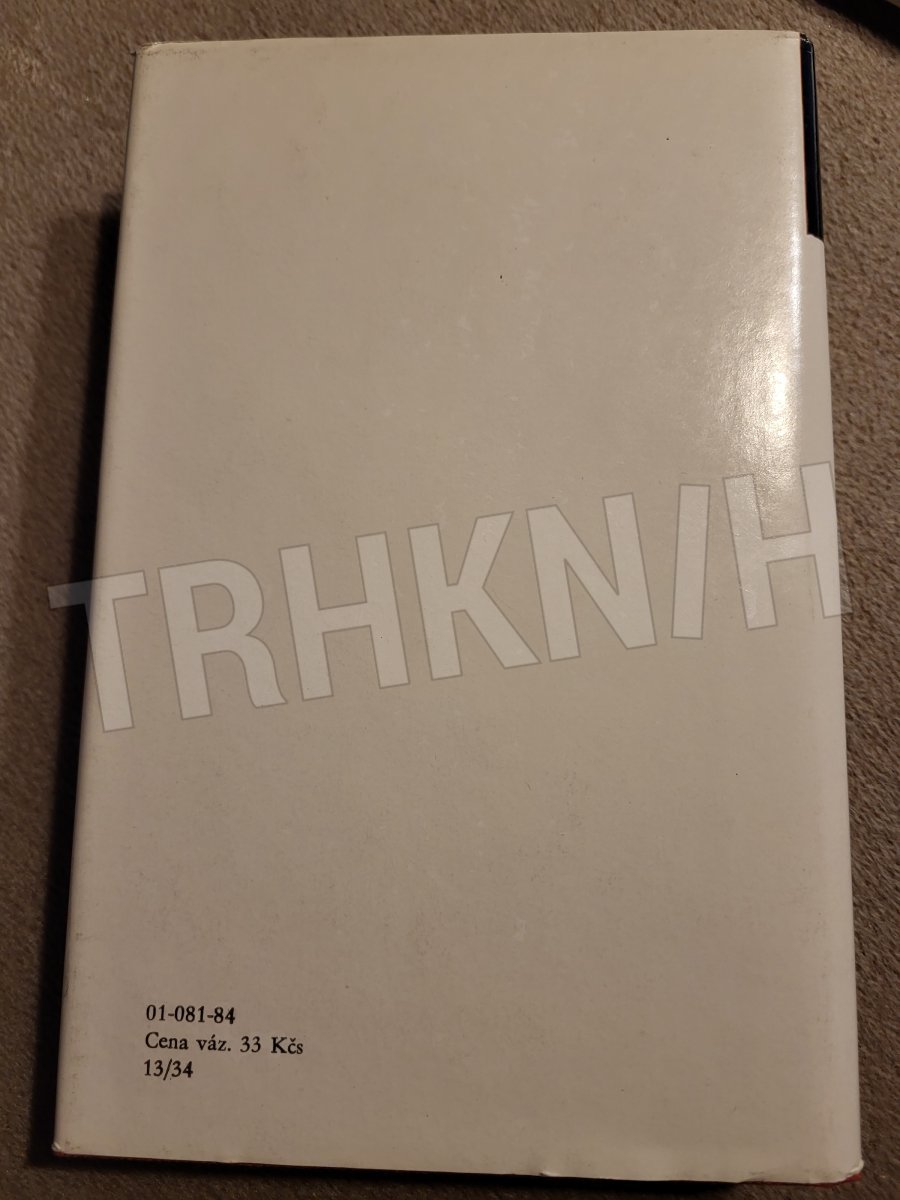 TRHKNIH
01-081-84
Cena váz. 33 Kčs
13/34